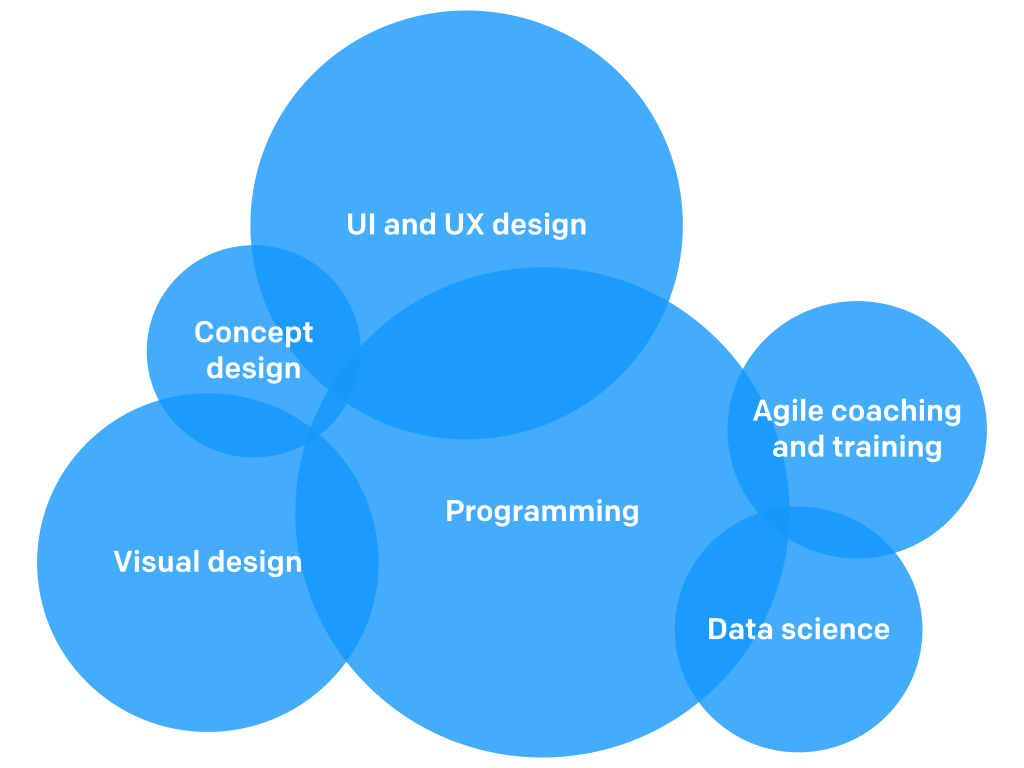 UI and UX design
Concept
design
Agile coaching
and training
Programming
Visual design
Data science